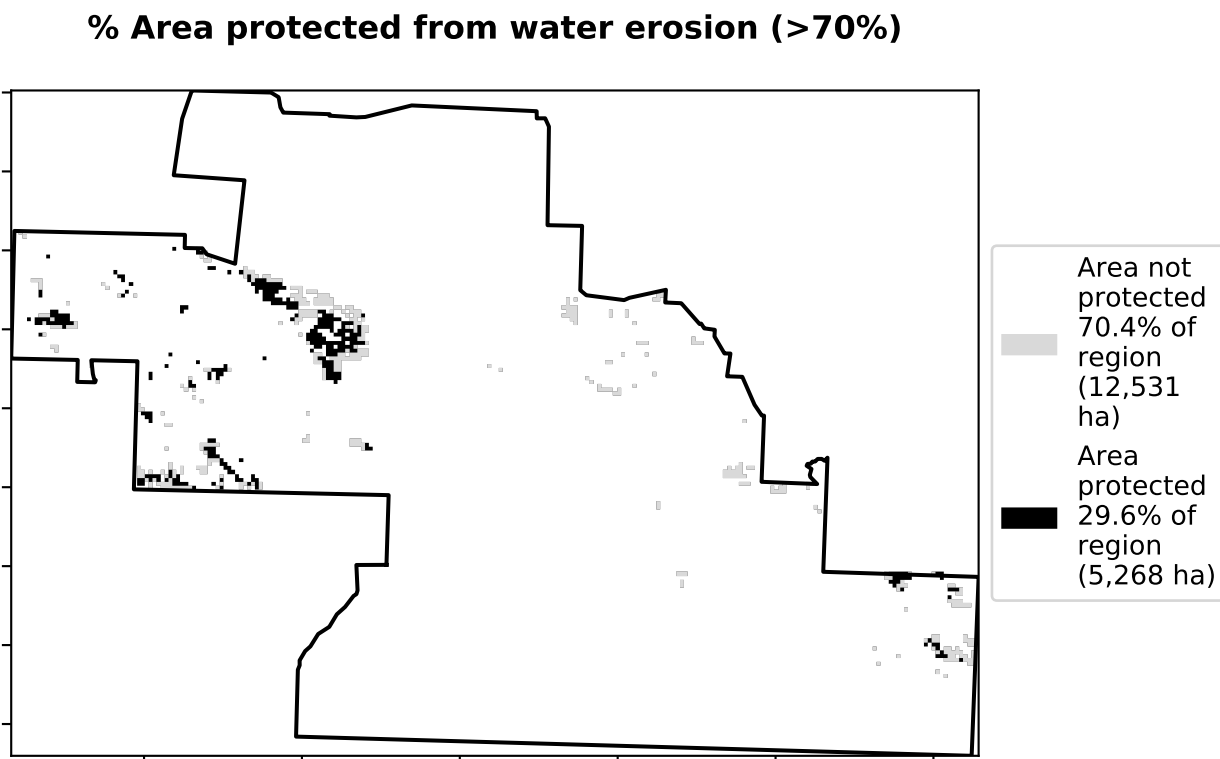 % Area protected from water erosion (>70%)
Area not
protected
70.4% of
region
(12,531
ha)
Area
protected
29.6% of
region
(5,268 ha)